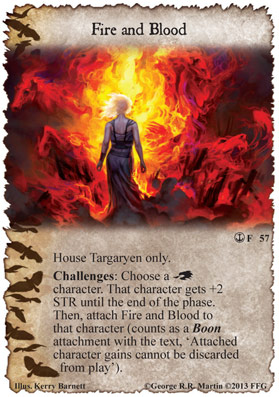 Fire and Blood
F 57
House Targaryen only.
Challenges: Choose a
character. That character gets +2
STR until the end of the phase.
Then, attach Fire and Blood to
that character (counts as a Boon
attachment with the text, ‘Attached
character gains cannot be discarded
from play’).
Illus. Kerry Barnett
©George R.R. Martin ©2013 FFG